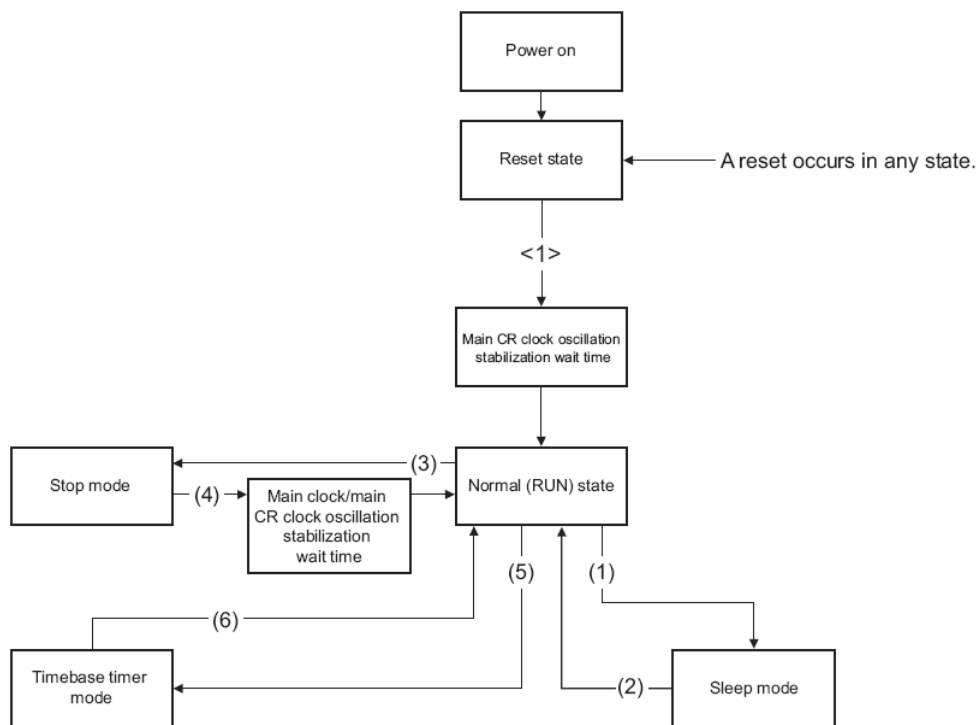 Power on
Reset state
A reset occurs in any state.
<1>
Main CR clock oscillation
stabilization wait time
Stop mode
(3)
Normal (RUN) state
(4)
Main clock/main
CR clock oscillation
stabilization
wait time
(5)
(1)
(6)
Timebase timer
mode
(2)
Sleep mode